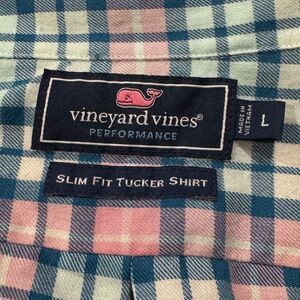 vineyard vines®
PERFORMANCE
MADE IN
VIETNAM
L
SLIM FIT TUCKER SHIRT